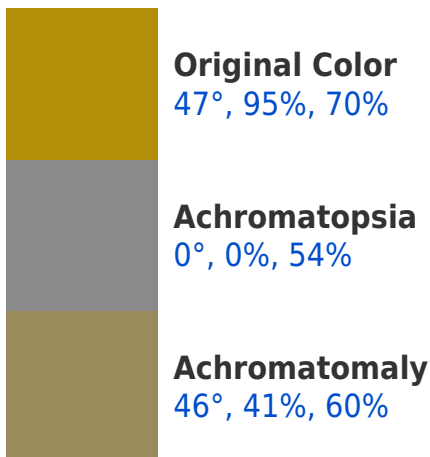 Original Color
47°, 95%, 70%
Achromatopsia
0°, 0%, 54%
Achromatomaly
46°, 41%, 60%